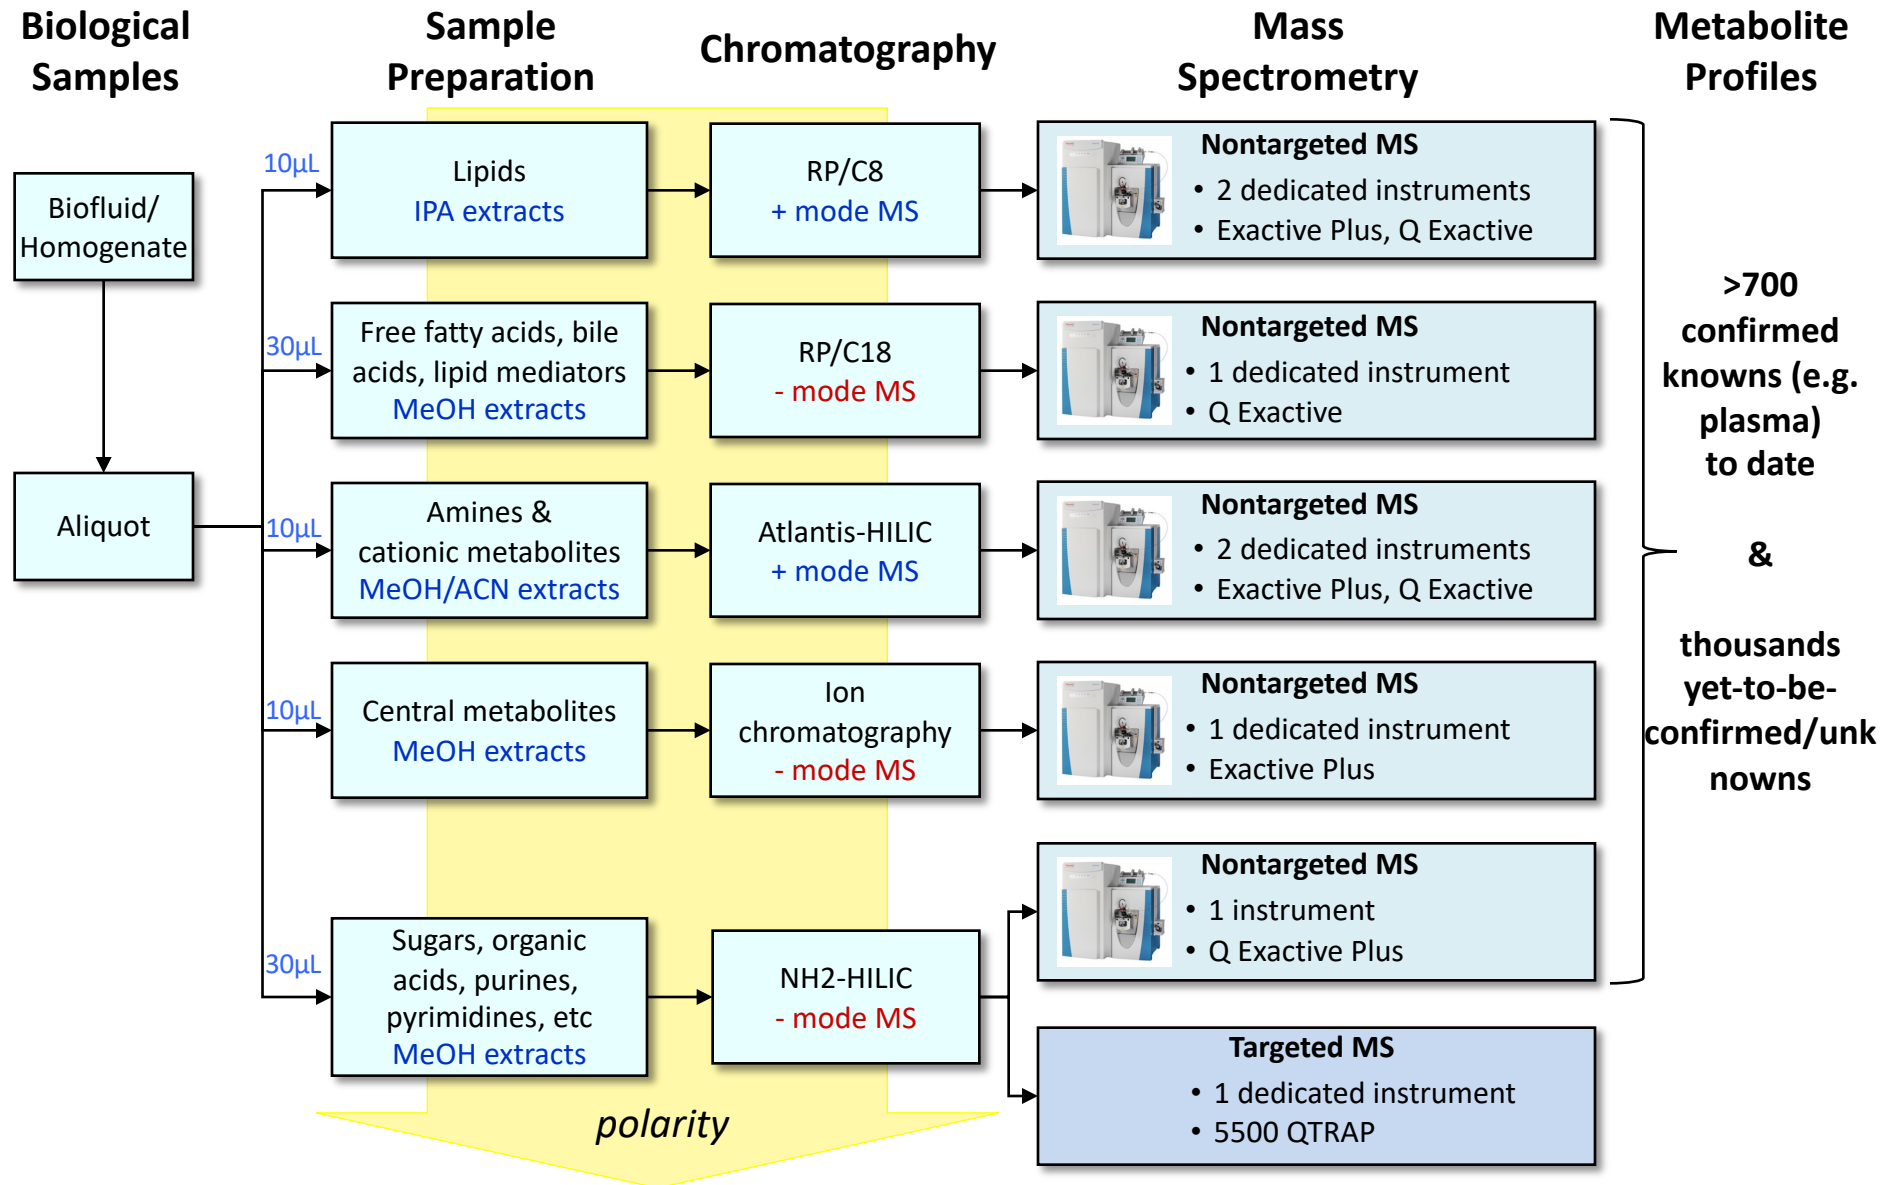 Biological
Samples
Sample
Preparation
Chromatography
Mass
Spectrometry
Metabolite
Profiles
Biofluid/
Homogenate
Aliquot
10µL
Lipids
IPA extracts
RP/C8
+ mode MS
Nontargeted MS
• 2 dedicated instruments
• Exactive Plus, Q Exactive
30µL
Free fatty acids, bile
acids, lipid mediators
MeOH extracts
RP/C18
- mode MS
Nontargeted MS
• 1 dedicated instrument
• Q Exactive
10µL
Amines &
cationic metabolites
MeOH/ACN extracts
Atlantis-HILIC
+ mode MS
Nontargeted MS
• 2 dedicated instruments
• Exactive Plus, Q Exactive
10µL
Central metabolites
MeOH extracts
Ion
chromatography
- mode MS
Nontargeted MS
• 1 dedicated instrument
• Exactive Plus
30µL
Sugars, organic
acids, purines,
pyrimidines, etc
MeOH extracts
NH2-HILIC
- mode MS
Nontargeted MS
• 1 instrument
• Q Exactive Plus
Targeted MS
• 1 dedicated instrument
• 5500 QTRAP
polarity
>700
confirmed
knowns (e.g.
plasma)
to date
&
thousands
yet-to-be-
confirmed/unk
nowns